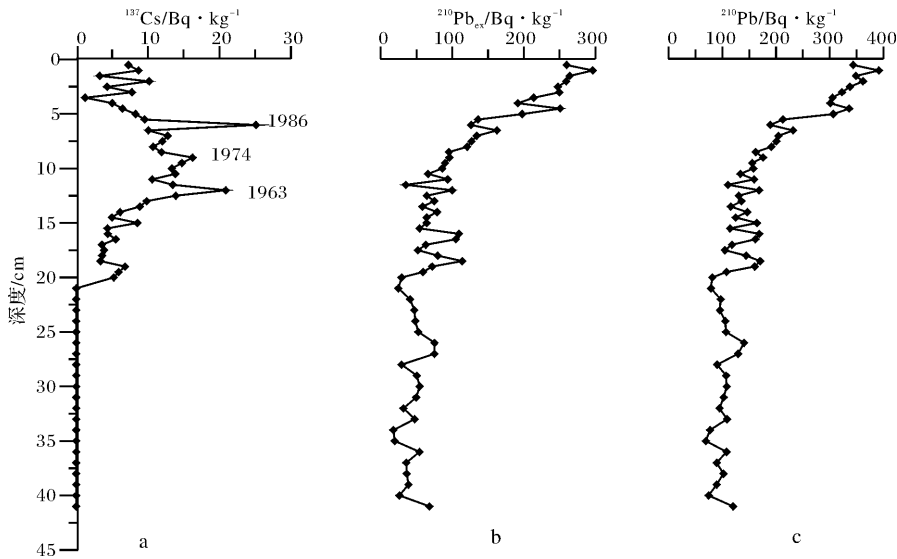 ¹³⁷Cs/Bq · kg⁻¹
0 10 20 30
²¹⁰Pbₑₓ/Bq · kg⁻¹
0 100 200 300
²¹⁰Pb/Bq · kg⁻¹
0 100 200 300 400
0
5
10
15
20
25
30
35
40
45
深度/cm
1986
1974
1963
a
b
c